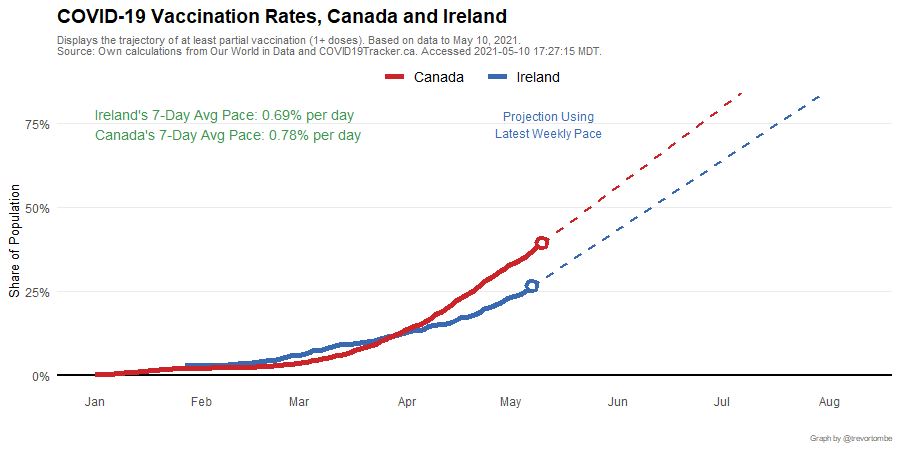 COVID-19 Vaccination Rates, Canada and Ireland
Displays the trajectory of at least partial vaccination (1+ doses). Based on data to May 10, 2021.
Source: Own calculations from Our World in Data and COVID19Tracker.ca. Accessed 2021-05-10 17:27:15 MDT.
Canada Ireland
Ireland's 7-Day Avg Pace: 0.69% per day
Canada's 7-Day Avg Pace: 0.78% per day
Projection Using
Latest Weekly Pace
Share of Population
75%
50%
25%
0%
Jan Feb Mar Apr May Jun Jul Aug
Graph by @trevortombe